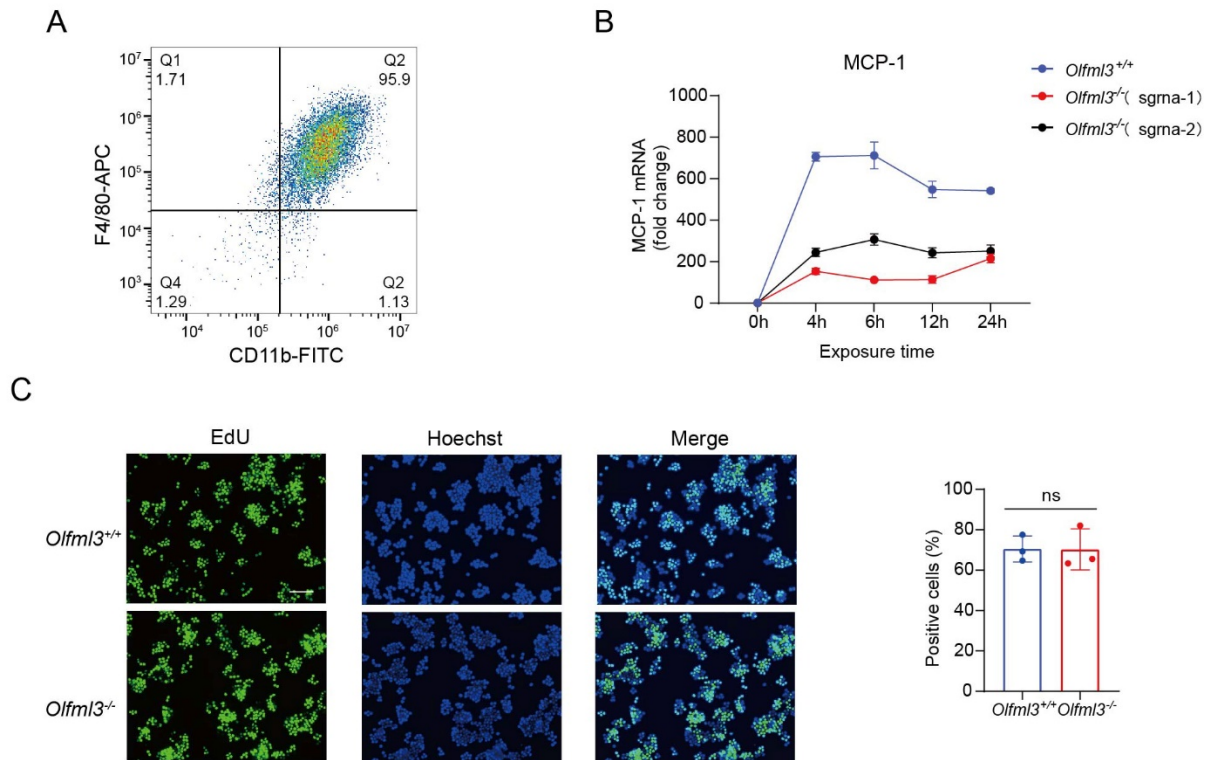 A
Q1
1.71
Q2
95.9
Q4
1.29
Q2
1.13
10⁷
10⁶
10⁵
10⁴
10³
F4/80-APC
10⁴
10⁵
10⁶
10⁷
CD11b-FITC
B
MCP-1
1000
800
600
400
200
0
MCP-1 mRNA
(fold change)
0h
4h
6h
12h
24h
Exposure time
Olfml3+/+
Olfml3-/-( sgrna-1)
Olfml3-/-( sgrna-2)
C
EdU
Hoechst
Merge
Olfml3+/+
Olfml3-/-
ns
100
80
60
40
20
0
Positive cells (%)
Olfml3+/+ Olfml3-/-